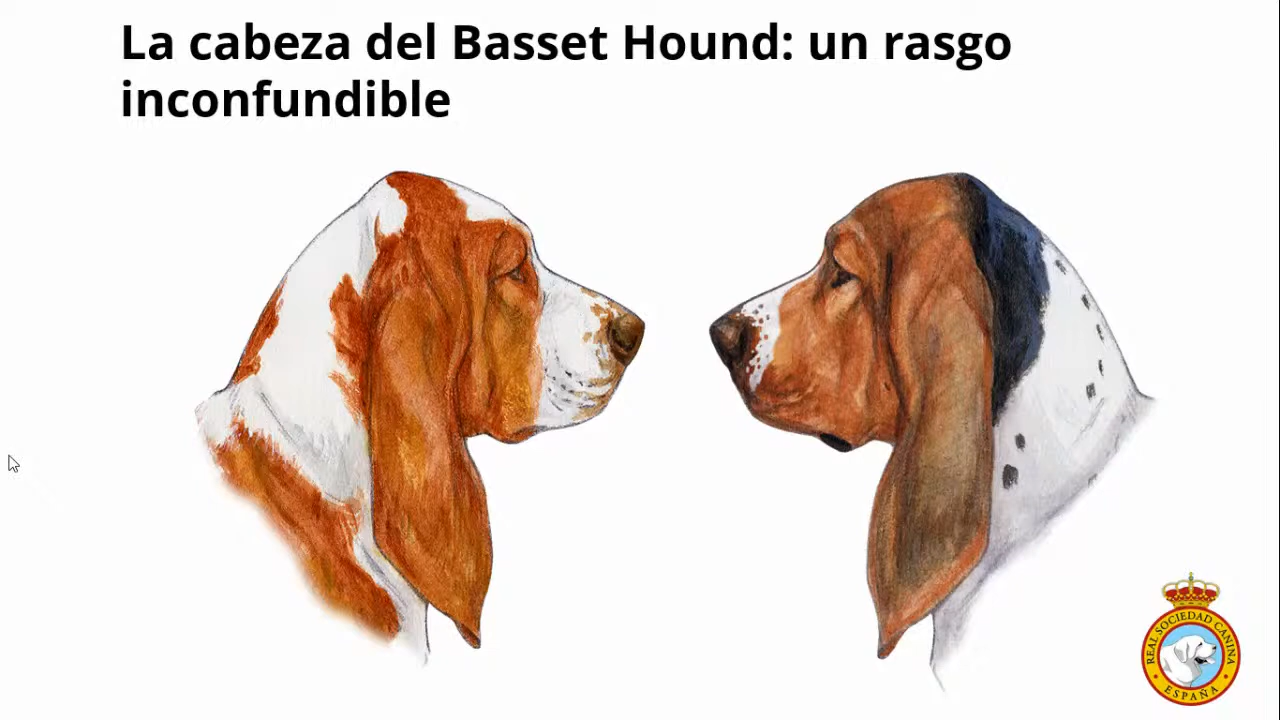 La cabeza del Basset Hound: un rasgo
inconfundible
REAL SOCIEDAD CANINA
ESPAÑA